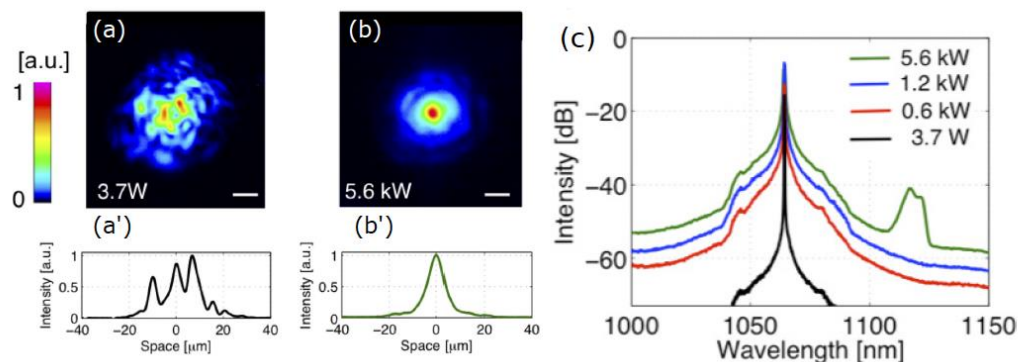 [a.u.]
1
0
(a)
3.7W
(b)
5.6 kW
(a')
Intensity [a.u.]
1
0.5
0
−40 −20 0 20 40
Space [μm]
(b')
Intensity [a.u.]
1
0.5
0
−40 −20 0 20 40
Space [μm]
(c)
Intensity [dB]
0
−20
−40
−60
1000 1050 1100 1150
Wavelength [nm]
5.6 kW
1.2 kW
0.6 kW
3.7 W